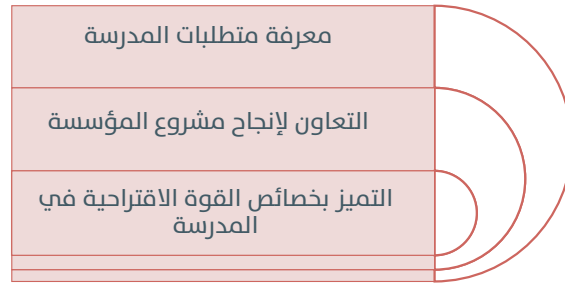 معرفة متطلبات المدرسة
التعاون لإنجاح مشروع المؤسسة
التميز بخصائص القوة الاقتراحية في
المدرسة